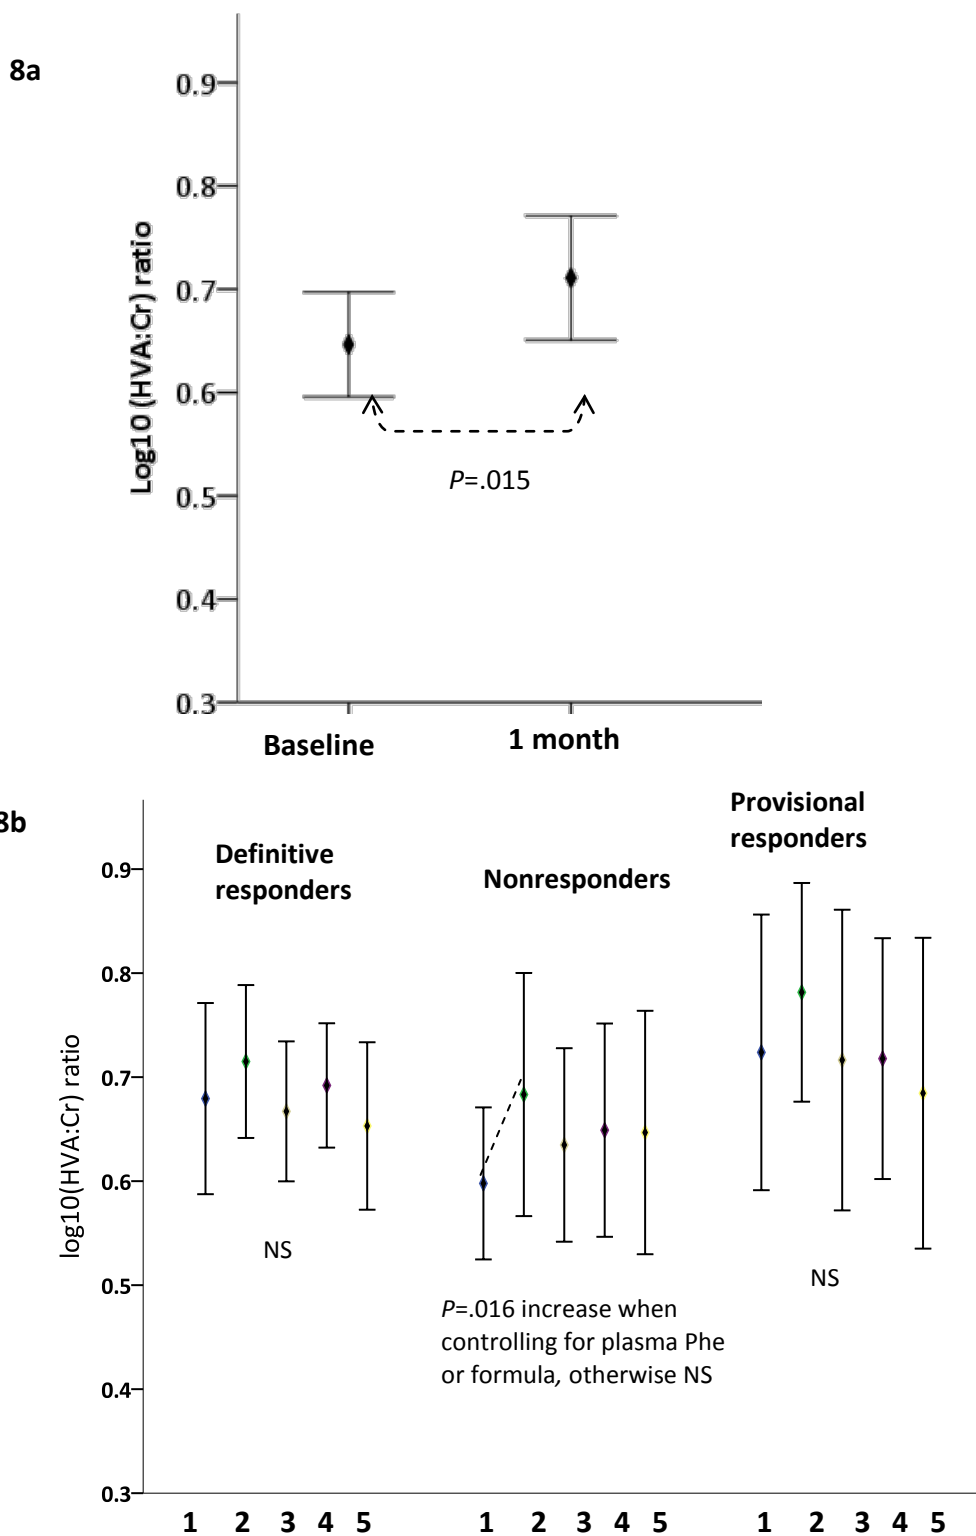 8a
0.9
0.8
0.7
0.6
0.5
0.4
0.3
Log10 (HVA:Cr) ratio
P=.015
Baseline
1 month
8b
Provisional
responders
Definitive
responders
Nonresponders
0.9
0.8
0.7
0.6
0.5
0.4
0.3
log10(HVA:Cr) ratio
NS
NS
P=.016 increase when
controlling for plasma Phe
or formula, otherwise NS
1 2 3 4 5 1 2 3 4 5 1 2 3 4 5